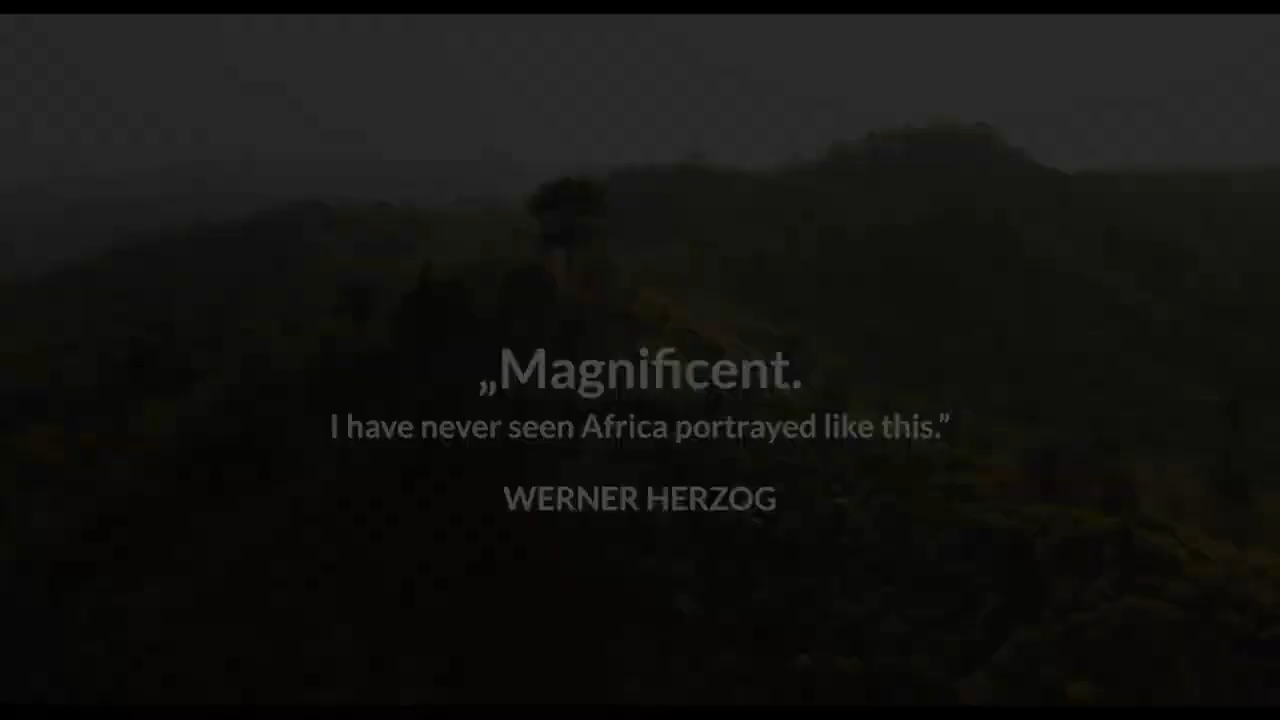 „Magnificent.
I have never seen Africa portrayed like this.”
WERNER HERZOG